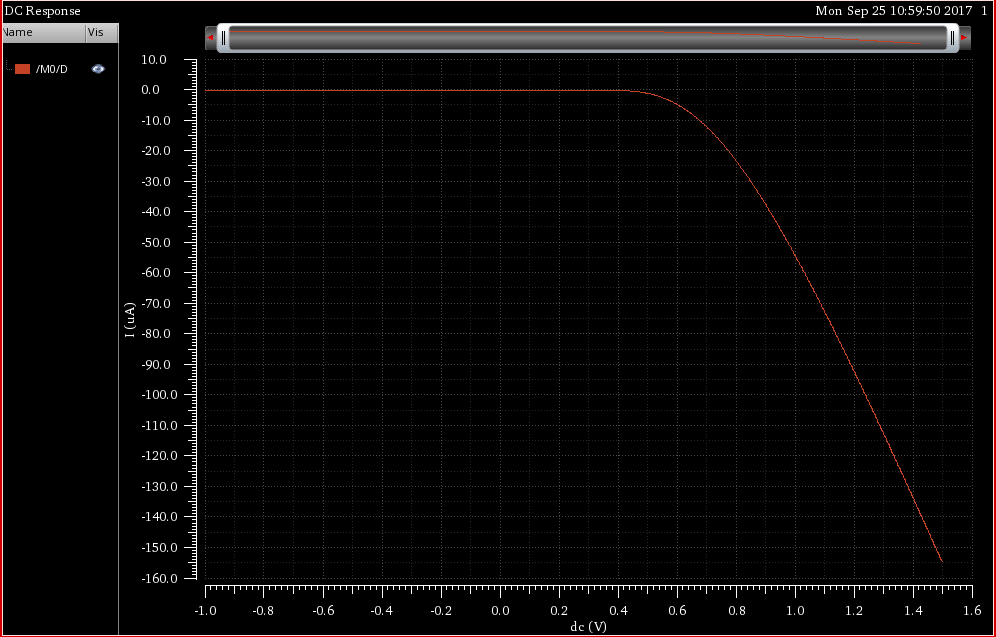 DC Response
Mon Sep 25 10:59:50 2017 1
Name Vis
/M0/D
10.0
0.0
-10.0
-20.0
-30.0
-40.0
-50.0
-60.0
-70.0
-80.0
-90.0
-100.0
-110.0
-120.0
-130.0
-140.0
-150.0
-160.0
I (uA)
-1.0 -0.8 -0.6 -0.4 -0.2 0.0 0.2 0.4 0.6 0.8 1.0 1.2 1.4 1.6
dc (V)